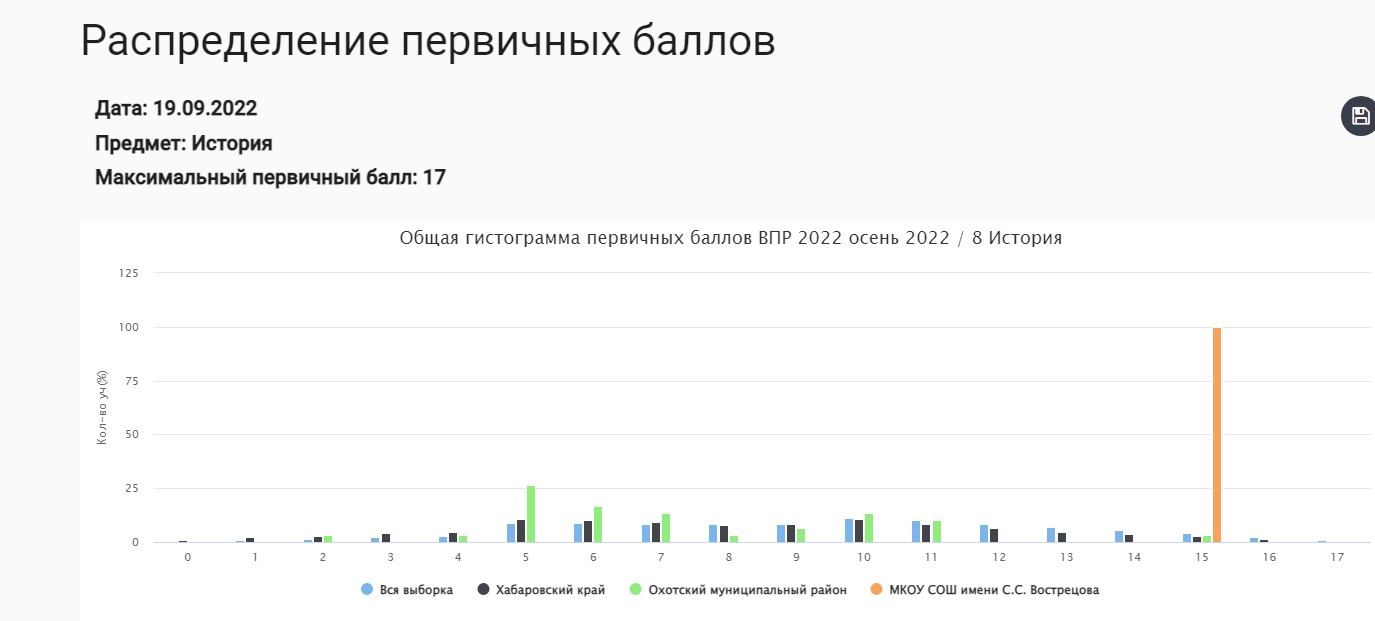 Распределение первичных баллов
Дата: 19.09.2022
Предмет: История
Максимальный первичный балл: 17
Общая гистограмма первичных баллов ВПР 2022 осень 2022 / 8 История
125
100
75
50
25
0
Кол-во уч(%)
0 1 2 3 4 5 6 7 8 9 10 11 12 13 14 15 16 17
Вся выборка Хабаровский край Охотский муниципальный район МКОУ СОШ имени С.С. Вострецова